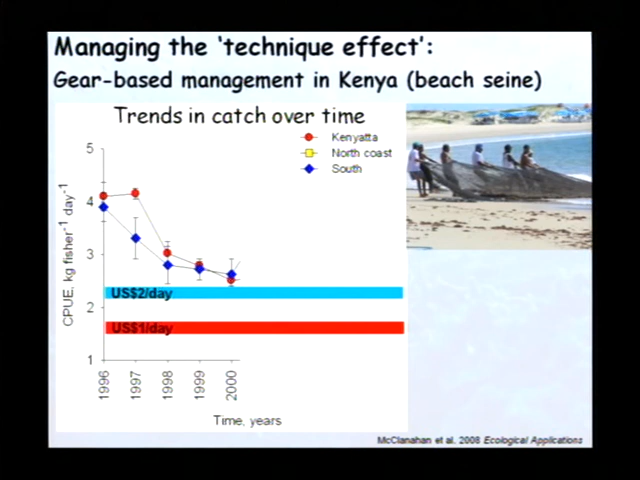 Managing the 'technique effect':
Gear-based management in Kenya (beach seine)
Trends in catch over time
Kenyatta
North coast
South
5
4
3
2
1
CPUE, kg fisher-1 day-1
US$2/day
US$1/day
1996
1997
1998
1999
2000
Time, years
McClanahan et al. 2008 Ecological Applications